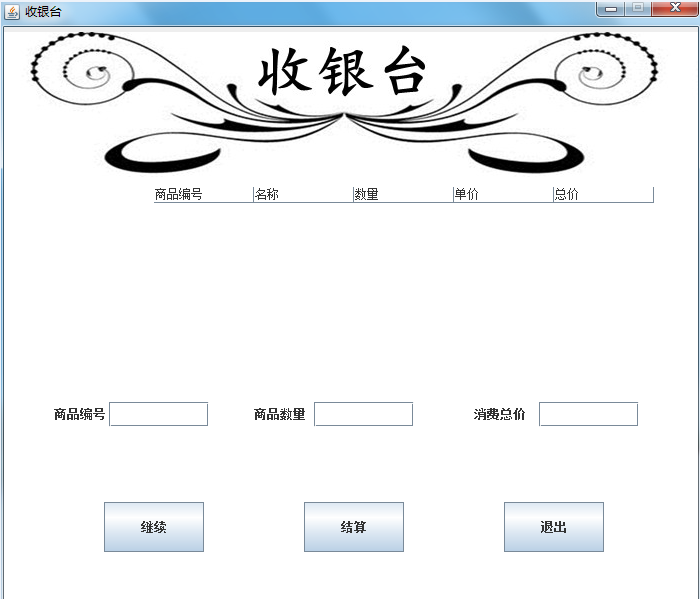 收银台
收银台
商品编号 名称 数量 单价 总价
商品编号 商品数量 消费总价
继续 结算 退出